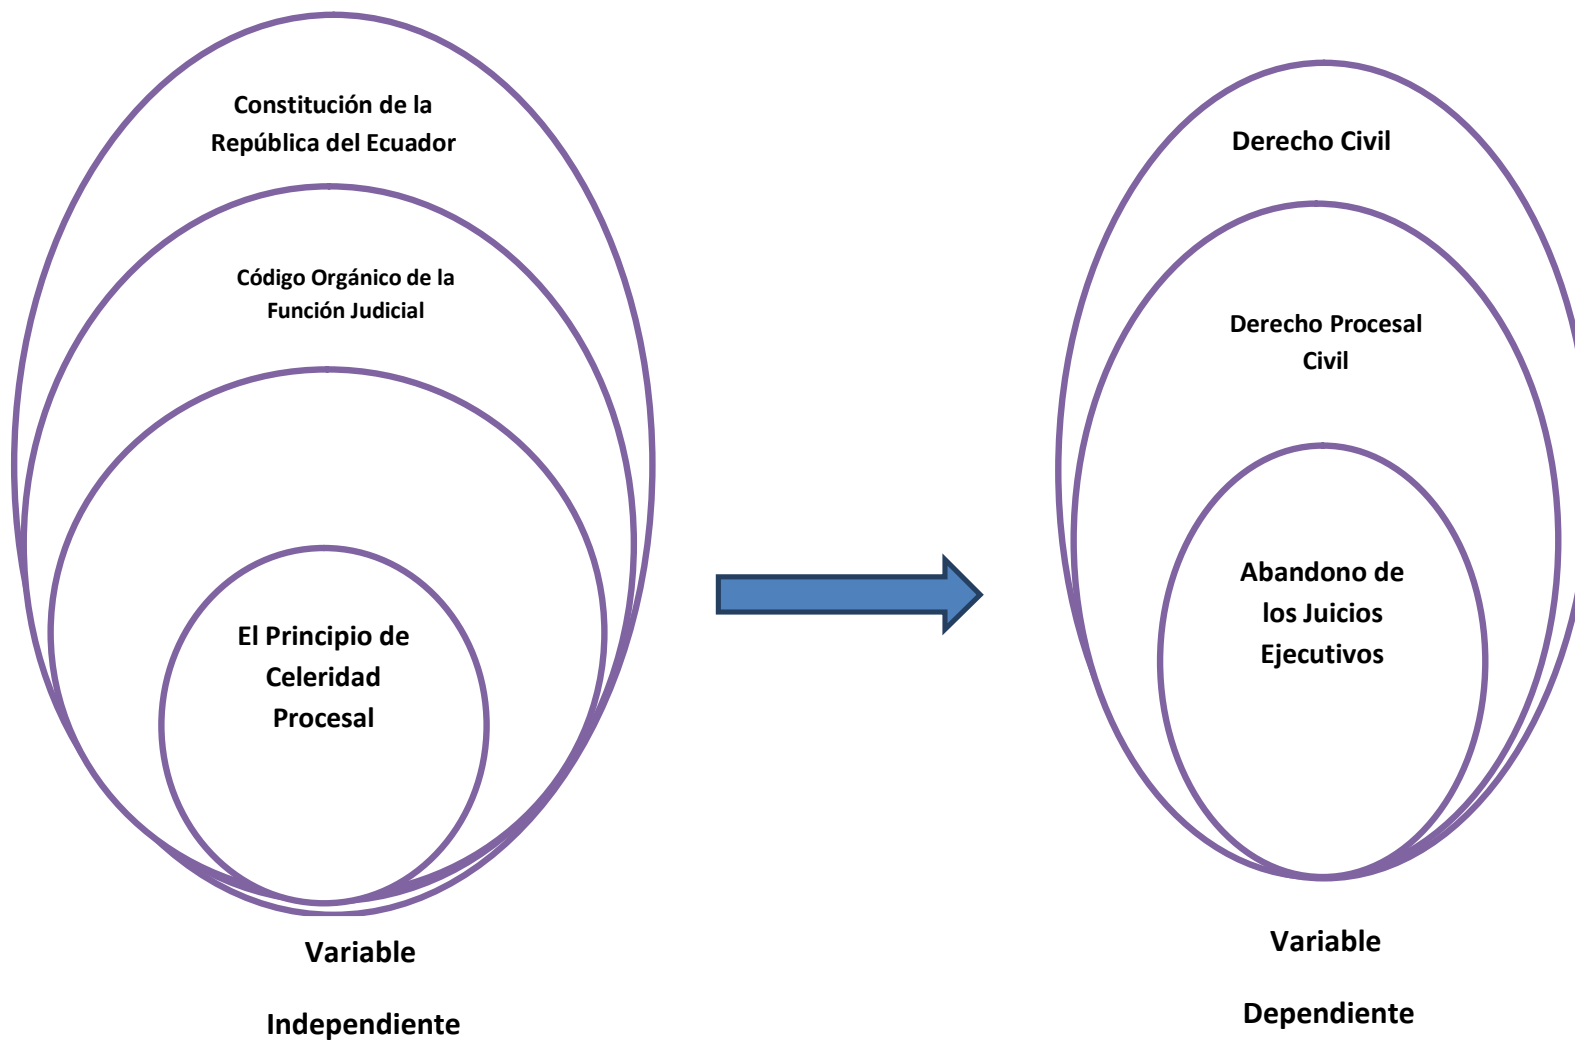 Constitución de la
República del Ecuador
Código Orgánico de la
Función Judicial
El Principio de
Celeridad
Procesal
Variable
Independiente
Derecho Civil
Derecho Procesal
Civil
Abandono de
los Juicios
Ejecutivos
Variable
Dependiente